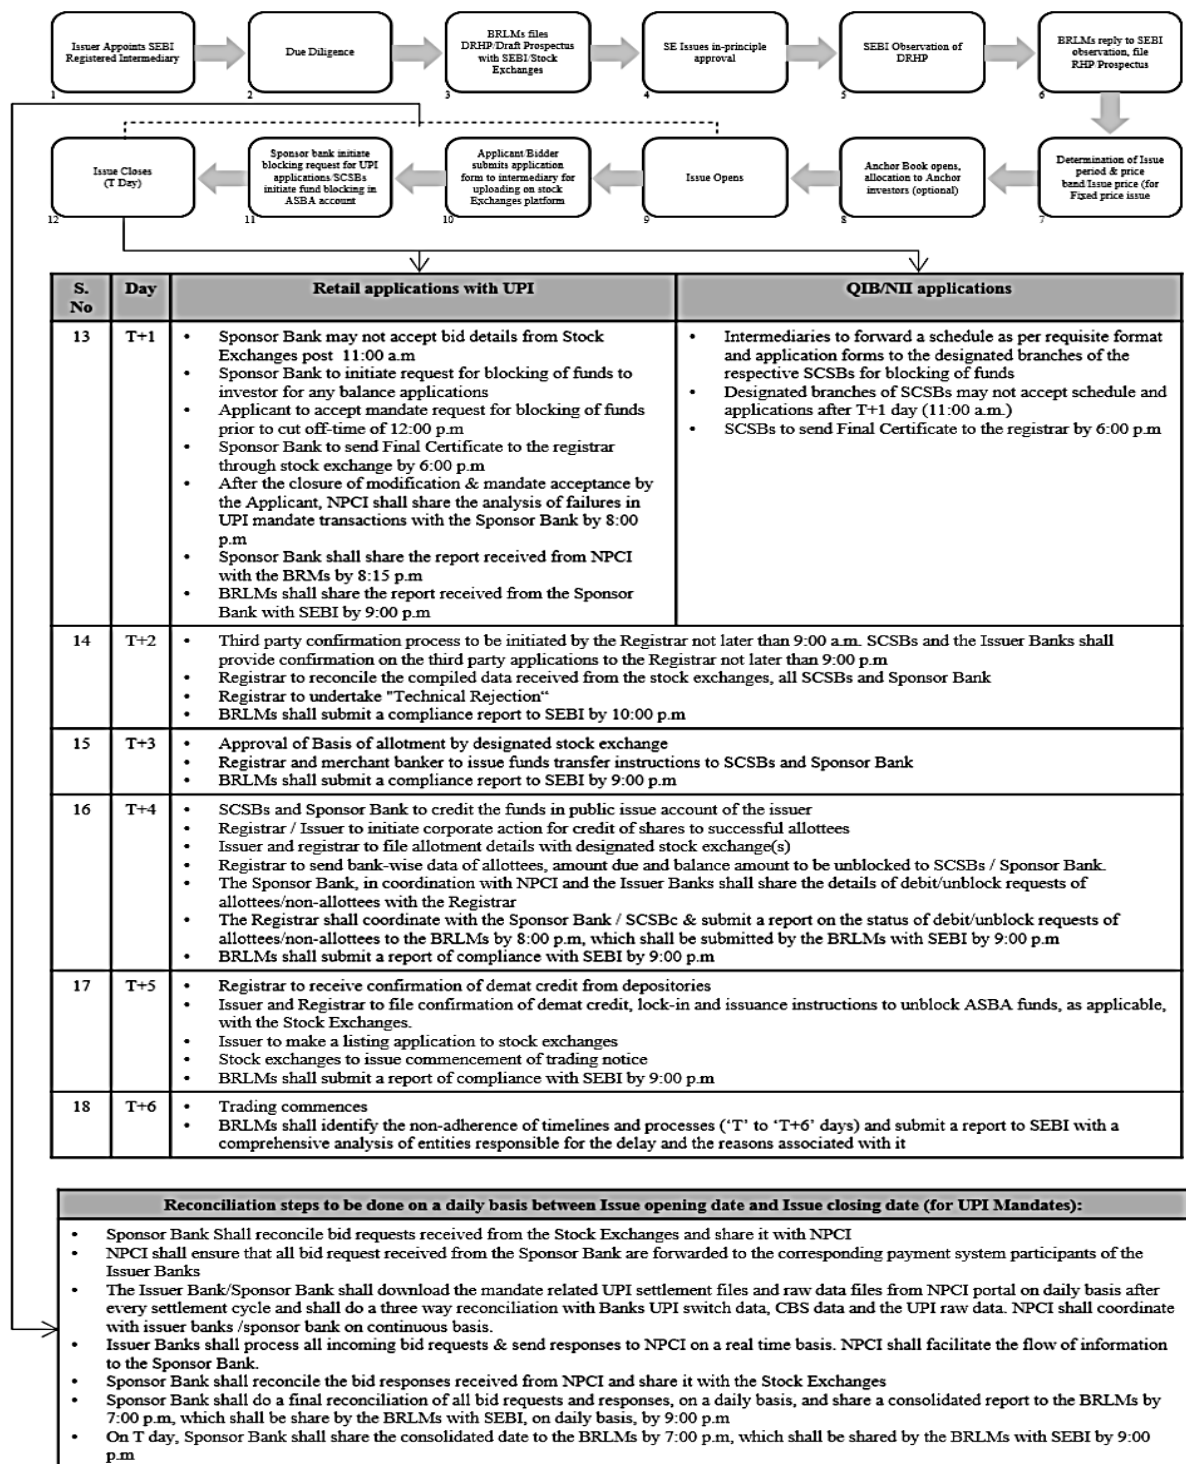 Issuer Appoints SEBI
Registered Intermediary
1
Due Diligence
2
BRLMs files
DRHP/Draft Prospectus
with SEBI/Stock
Exchanges
3
SE Issues in-principle
approval
4
SEBI Observation of
DRHP
5
BRLMs reply to SEBI
observation, file
RHP/Prospectus
6
Determination of Issue
period & price
band/Issue price (for
Fixed price issue
7
Anchor Book opens,
allocation to Anchor
investors (optional)
8
Issue Opens
9
Applicant/Bidder
submits application
form to intermediary for
uploading on stock
Exchanges platform
10
Sponsor bank initiate
blocking request for UPI
applications/SCSBs
initiate fund blocking in
ASBA account
11
Issue Closes
(T Day)
12
S. No
Day
Retail applications with UPI
QIB/NII applications
13
T+1
• Sponsor Bank may not accept bid details from Stock
Exchanges post 11:00 a.m
• Sponsor Bank to initiate request for blocking of funds to
investor for any balance applications
• Applicant to accept mandate request for blocking of funds
prior to cut off-time of 12:00 p.m
• Sponsor Bank to send Final Certificate to the registrar
through stock exchange by 6:00 p.m
• After the closure of modification & mandate acceptance by
the Applicant, NPCI shall share the analysis of failures in
UPI mandate transactions with the Sponsor Bank by 8:00
p.m
• Sponsor Bank shall share the report received from NPCI
with the BRMs by 8:15 p.m
• BRLMs shall share the report received from the Sponsor
Bank with SEBI by 9:00 p.m
• Intermediaries to forward a schedule as per requisite format
and application forms to the designated branches of the
respective SCSBs for blocking of funds
• Designated branches of SCSBs may not accept schedule and
applications after T+1 day (11:00 a.m.)
• SCSBs to send Final Certificate to the registrar by 6:00 p.m
14
T+2
• Third party confirmation process to be initiated by the Registrar not later than 9:00 a.m. SCSBs and the Issuer Banks shall
provide confirmation on the third party applications to the Registrar not later than 9:00 p.m
• Registrar to reconcile the compiled data received from the stock exchanges, all SCSBs and Sponsor Bank
• Registrar to undertake "Technical Rejection“
• BRLMs shall submit a compliance report to SEBI by 10:00 p.m
15
T+3
• Approval of Basis of allotment by designated stock exchange
• Registrar and merchant banker to issue funds transfer instructions to SCSBs and Sponsor Bank
• BRLMs shall submit a compliance report to SEBI by 9:00 p.m
16
T+4
• SCSBs and Sponsor Bank to credit the funds in public issue account of the issuer
• Registrar / Issuer to initiate corporate action for credit of shares to successful allottees
• Issuer and registrar to file allotment details with designated stock exchange(s)
• Registrar to send bank-wise data of allottees, amount due and balance amount to be unblocked to SCSBs / Sponsor Bank.
• The Sponsor Bank, in coordination with NPCI and the Issuer Banks shall share the details of debit/unblock requests of
allottees/non-allottees with the Registrar
• The Registrar shall coordinate with the Sponsor Bank / SCSBc & submit a report on the status of debit/unblock requests of
allottees/non-allottees to the BRLMs by 8:00 p.m, which shall be submitted by the BRLMs with SEBI by 9:00 p.m
• BRLMs shall submit a report of compliance with SEBI by 9:00 p.m
17
T+5
• Registrar to receive confirmation of demat credit from depositories
• Issuer and Registrar to file confirmation of demat credit, lock-in and issuance instructions to unblock ASBA funds, as applicable,
with the Stock Exchanges.
• Issuer to make a listing application to stock exchanges
• Stock exchanges to issue commencement of trading notice
• BRLMs shall submit a report of compliance with SEBI by 9:00 p.m
18
T+6
• Trading commences
• BRLMs shall identify the non-adherence of timelines and processes (‘T’ to ‘T+6’ days) and submit a report to SEBI with a
comprehensive analysis of entities responsible for the delay and the reasons associated with it
Reconciliation steps to be done on a daily basis between Issue opening date and Issue closing date (for UPI Mandates):
• Sponsor Bank Shall reconcile bid requests received from the Stock Exchanges and share it with NPCI
• NPCI shall ensure that all bid request received from the Sponsor Bank are forwarded to the corresponding payment system participants of the
Issuer Banks
• The Issuer Bank/Sponsor Bank shall download the mandate related UPI settlement files and raw data files from NPCI portal on daily basis after
every settlement cycle and shall do a three way reconciliation with Banks UPI switch data, CBS data and the UPI raw data. NPCI shall coordinate
with issuer banks /sponsor bank on continuous basis.
• Issuer Banks shall process all incoming bid requests & send responses to NPCI on a real time basis. NPCI shall facilitate the flow of information
to the Sponsor Bank.
• Sponsor Bank shall reconcile the bid responses received from NPCI and share it with the Stock Exchanges
• Sponsor Bank shall do a final reconciliation of all bid requests and responses, on a daily basis, and share a consolidated report to the BRLMs by
7:00 p.m, which shall be share by the BRLMs with SEBI, on daily basis, by 9:00 p.m
• On T day, Sponsor Bank shall share the consolidated date to the BRLMs by 7:00 p.m, which shall be shared by the BRLMs with SEBI by 9:00
p.m